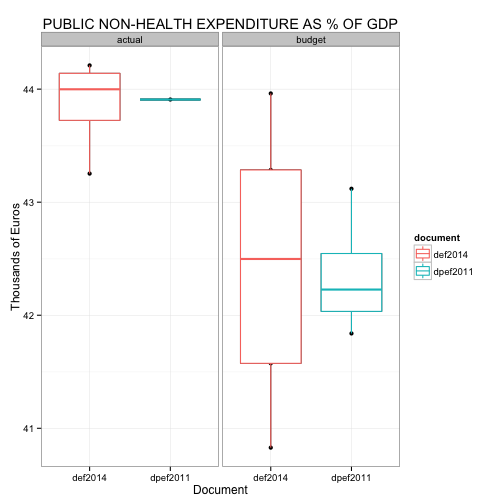 PUBLIC NON-HEALTH EXPENDITURE AS % OF GDP
actual
budget
44
43
42
41
Thousands of Euros
def2014
dpef2011
def2014
dpef2011
Document
document
def2014
dpef2011